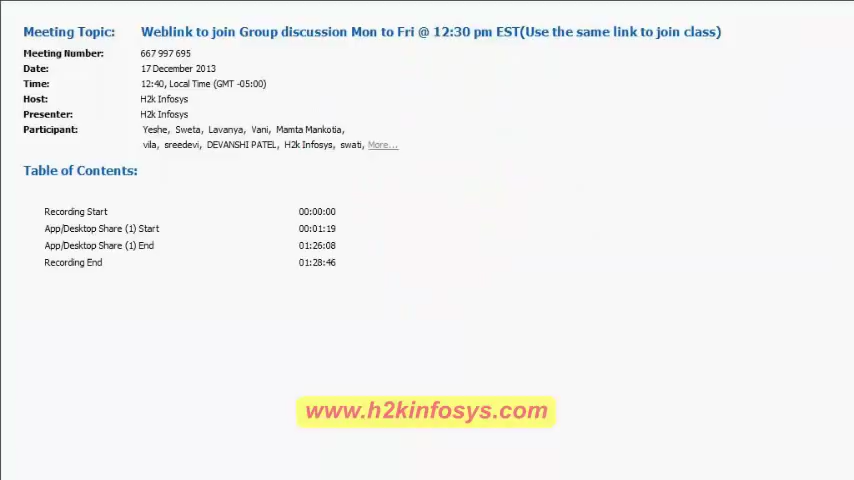 Meeting Topic: Weblink to join Group discussion Mon to Fri @ 12:30 pm EST(Use the same link to join class)
Meeting Number: 667 997 695
Date: 17 December 2013
Time: 12:40, Local Time (GMT -05:00)
Host: H2k Infosys
Presenter: H2k Infosys
Participant: Yeshe, Sweta, Lavanya, Vani, Mamta Mankotia,
vila, sreedevi, DEVANSHI PATEL, H2k Infosys, swati, More...
Table of Contents:
Recording Start 00:00:00
App/Desktop Share (1) Start 00:01:19
App/Desktop Share (1) End 01:26:08
Recording End 01:28:46
www.h2kinfosys.com